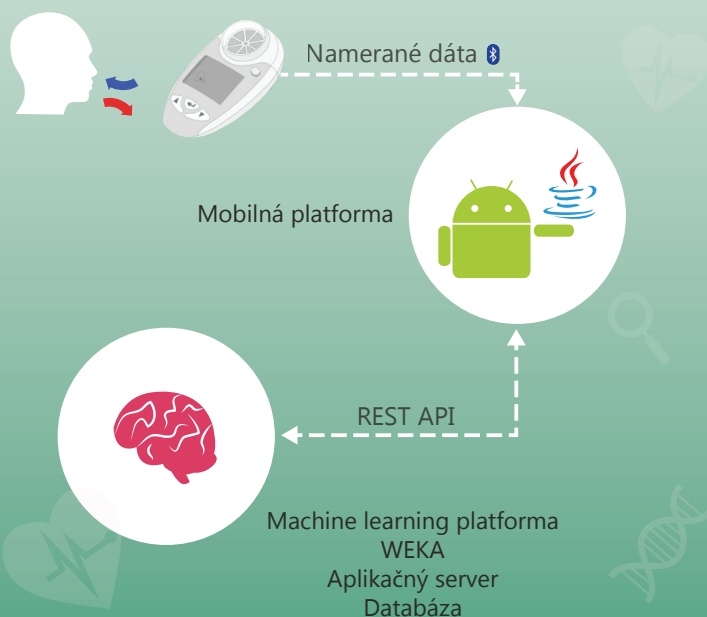 Namerané dáta
Mobilná platforma
REST API
Machine learning platforma
WEKA
Aplikačný server
Databáza